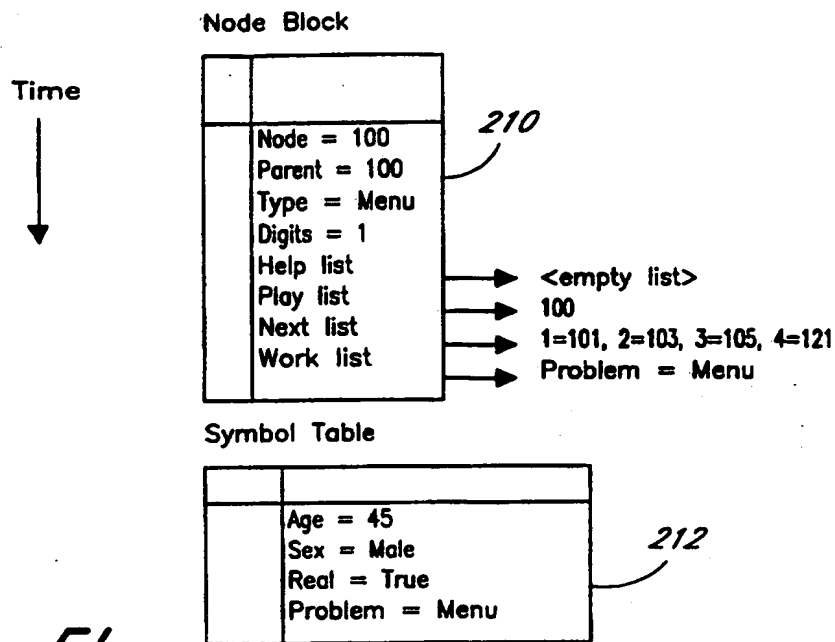 Node Block
Time
210
Node = 100
Parent = 100
Type = Menu
Digits = 1
Help list
<empty list>
Play list
100
Next list
1=101, 2=103, 3=105, 4=121
Work list
Problem = Menu
Symbol Table
212
Age = 45
Sex = Male
Real = True
Problem = Menu